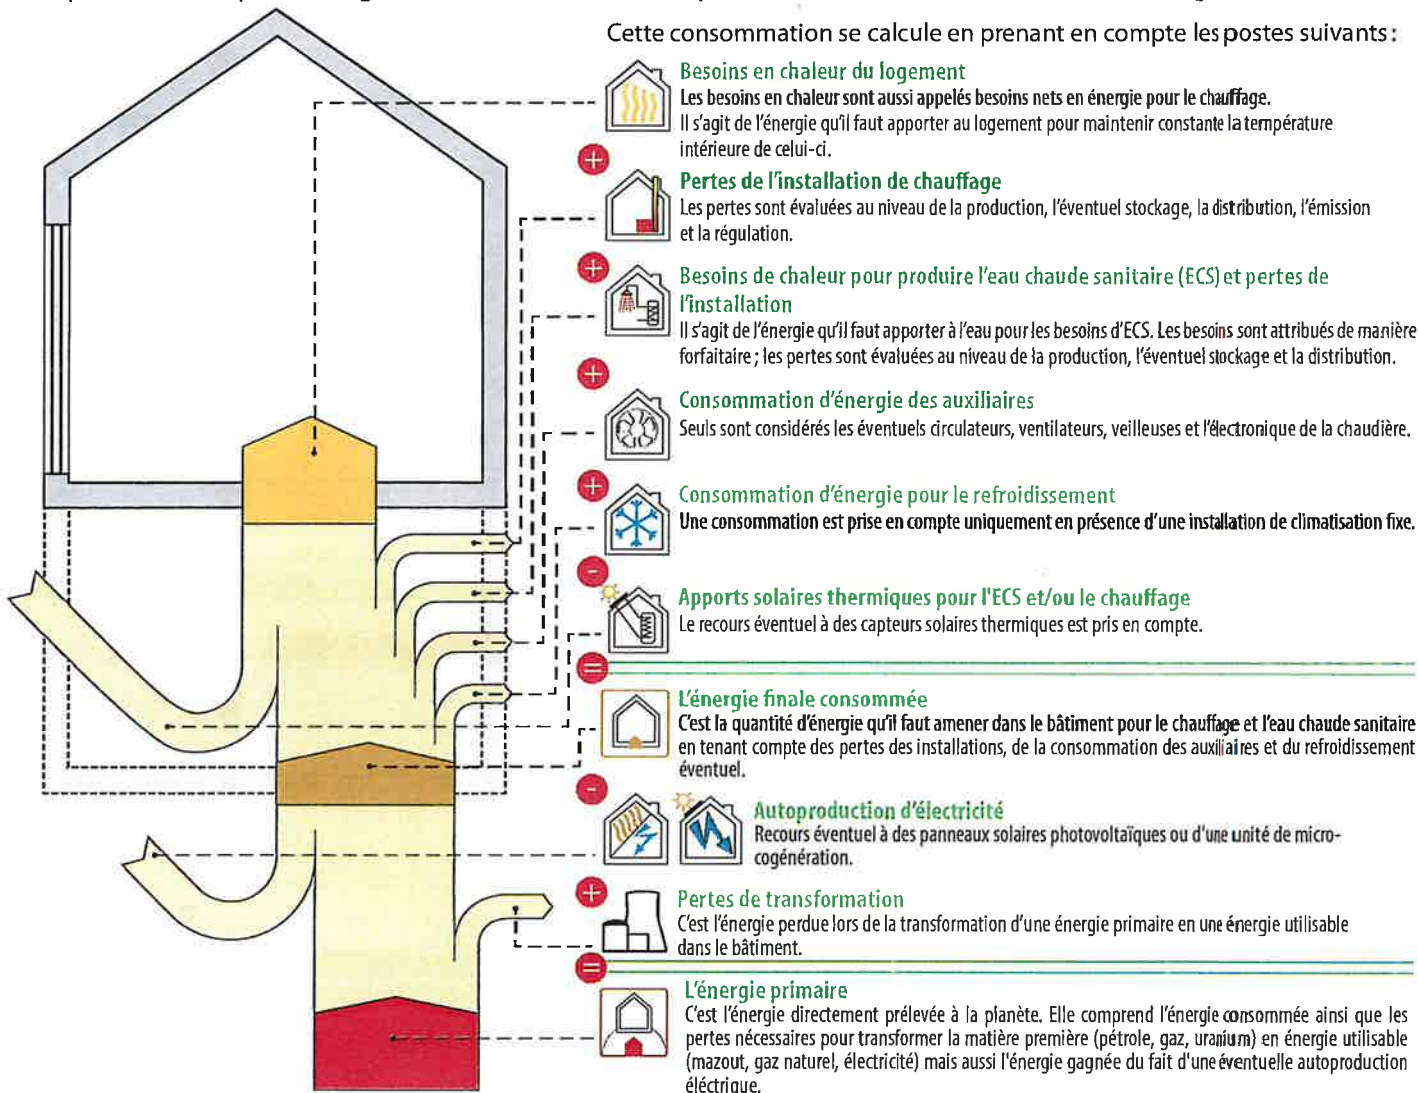 Cette consommation se calcule en prenant en compte les postes suivants :
Besoins en chaleur du logement
Les besoins en chaleur sont aussi appelés besoins nets en énergie pour le chauffage.
Il s'agit de l'énergie qu'il faut apporter au logement pour maintenir constante la température
intérieure de celui-ci.
+
Pertes de l'installation de chauffage
Les pertes sont évaluées au niveau de la production, l'éventuel stockage, la distribution, l'émission
et la régulation.
+
Besoins de chaleur pour produire l'eau chaude sanitaire (ECS) et pertes de
l'installation
Il s'agit de l'énergie qu'il faut apporter à l'eau pour les besoins d'ECS. Les besoins sont attribués de manière
forfaitaire ; les pertes sont évaluées au niveau de la production, l'éventuel stockage et la distribution.
+
Consommation d'énergie des auxiliaires
Seuls sont considérés les éventuels circulateurs, ventilateurs, veilleuses et l'électronique de la chaudière.
+
Consommation d'énergie pour le refroidissement
Une consommation est prise en compte uniquement en présence d'une installation de climatisation fixe.
-
Apports solaires thermiques pour l'ECS et/ou le chauffage
Le recours éventuel à des capteurs solaires thermiques est pris en compte.
=
L'énergie finale consommée
C'est la quantité d'énergie qu'il faut amener dans le bâtiment pour le chauffage et l'eau chaude sanitaire
en tenant compte des pertes des installations, de la consommation des auxiliaires et du refroidissement
éventuel.
-
Autoproduction d'électricité
Recours éventuel à des panneaux solaires photovoltaïques ou d'une unité de micro-
cogénération.
+
Pertes de transformation
C'est l'énergie perdue lors de la transformation d'une énergie primaire en une énergie utilisable
dans le bâtiment.
=
L'énergie primaire
C'est l'énergie directement prélevée à la planète. Elle comprend l'énergie consommée ainsi que les
pertes nécessaires pour transformer la matière première (pétrole, gaz, uranium) en énergie utilisable
(mazout, gaz naturel, électricité) mais aussi l'énergie gagnée du fait d'une éventuelle autoproduction
éléctrique.